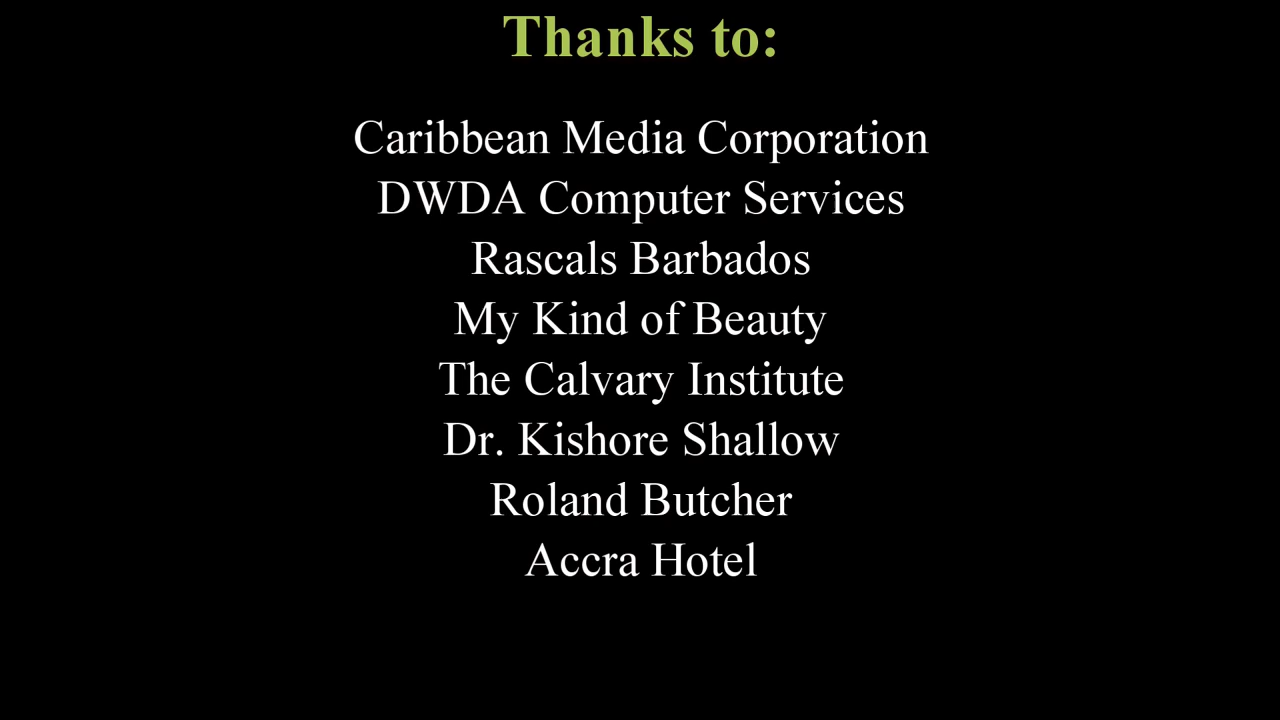 Thanks to:
Caribbean Media Corporation
DWDA Computer Services
Rascals Barbados
My Kind of Beauty
The Calvary Institute
Dr. Kishore Shallow
Roland Butcher
Accra Hotel